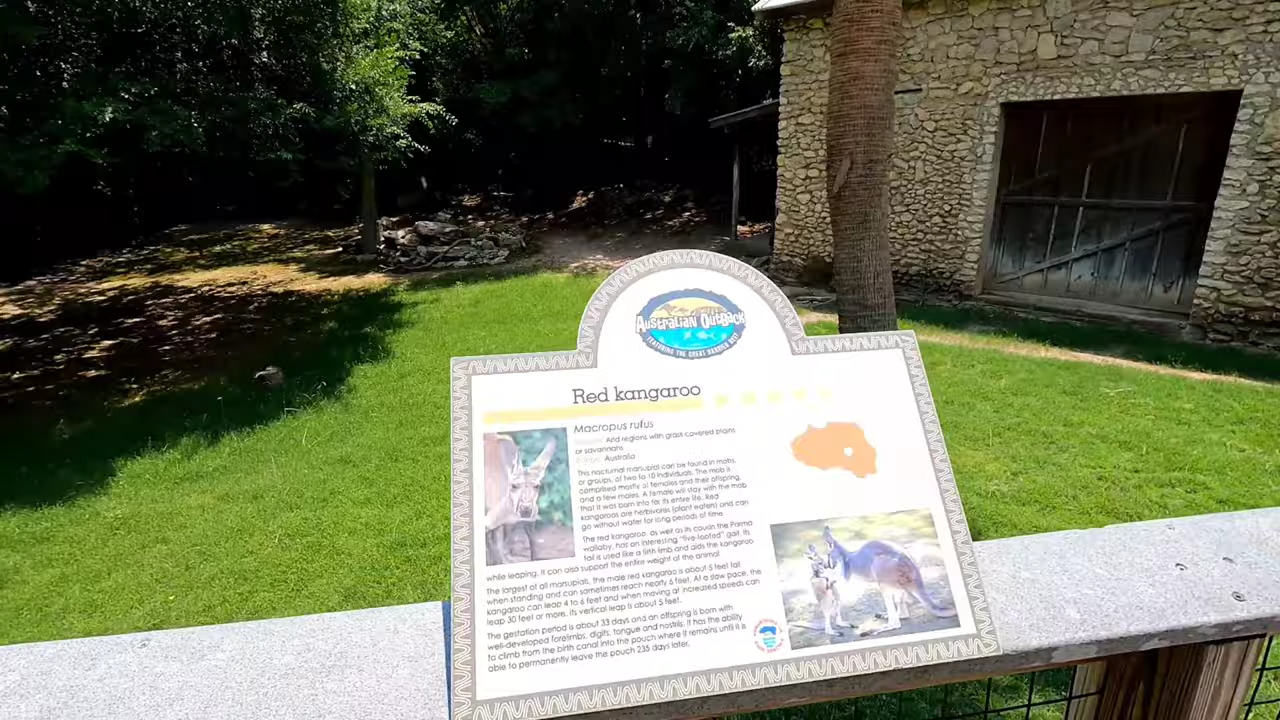 Australian Outback
FEATURING THE GREAT BARRIER REEF
Red kangaroo
Macropus rufus
Arid regions with grass covered plains
or savannahs
Australia
This nocturnal marsupial can be found in mobs,
or groups, of two to 10 individuals. The mob is
comprised mostly of females and their offspring,
and a few males. A female will stay with the mob
that it was born into for its entire life. Red
kangaroos are herbivores (plant eaters) and can
go without water for long periods of time.
The red kangaroo, as well as its cousin the Parma
wallaby, has an interesting "five-footed" gait. Its
tail is used like a fifth limb and aids the kangaroo
while leaping. It can also support the entire weight of the animal.
The largest of all marsupials, the male red kangaroo is about 5 feet tall
when standing and can sometimes reach nearly 6 feet. At a slow pace, the
kangaroo can leap 4 to 6 feet and when moving at increased speeds can
leap 30 feet or more. Its vertical leap is about 5 feet.
The gestation period is about 33 days and an offspring is born with
well-developed forelimbs, digits, tongue and nostrils. It has the ability
to climb from the birth canal into the pouch where it remains until it is
able to permanently leave the pouch 235 days later.